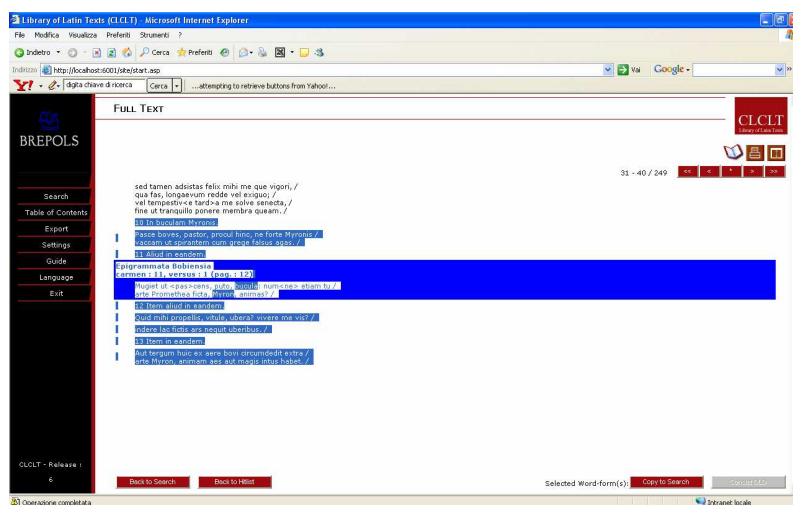 Library of Latin Texts (CLCLT) - Microsoft Internet Explorer
File Modifica Visualizza Preferiti Strumenti ?
Indietro Cerca Preferiti
Indirizzo http://localhost:6001/site/start.asp Vai Google
Y! digita chiave di ricerca Cerca ...attempting to retrieve buttons from Yahoo!...
FULL TEXT
CLCLT
Library of Latin Texts
BREPOLS
31 - 40 / 249 << < * > >>
Search
Table of Contents
Export
Settings
Guide
Language
Exit
sed tamen adsistas felix mihi me que vigori, /
qua fas, longaevum redde vel exiguo; /
vel tempestiv<e tard>a me solve senecta, /
fine ut tranquillo ponere membra queam. /
10 In buculam Myronis.
Pasce boves, pastor, procul hinc, ne forte Myronis /
vaccam ut spirantem cum grege falsus agas. /
11 Aliud in eandem.
Epigrammata Bobiensia
carmen : 11, versus : 1 (pag. : 12)
Mugiet ut <pas>cens, puto, bucula: num<ne> etiam tu /
arte Promethea ficta, Myron, animas? /
12 Item aliud in eandem.
Quid mihi propellis, vitule, ubera? vivere me vis? /
indere lac fictis ars nequit uberibus. /
13 Item in eandem.
Aut tergum huic ex aere bovi circumdedit extra /
arte Myron, animam aes aut magis intus habet. /
CLCLT - Release :
6
Back to Search Back to Hitlist Selected Word-form(s): Copy to Search
Operazione completata Intranet locale